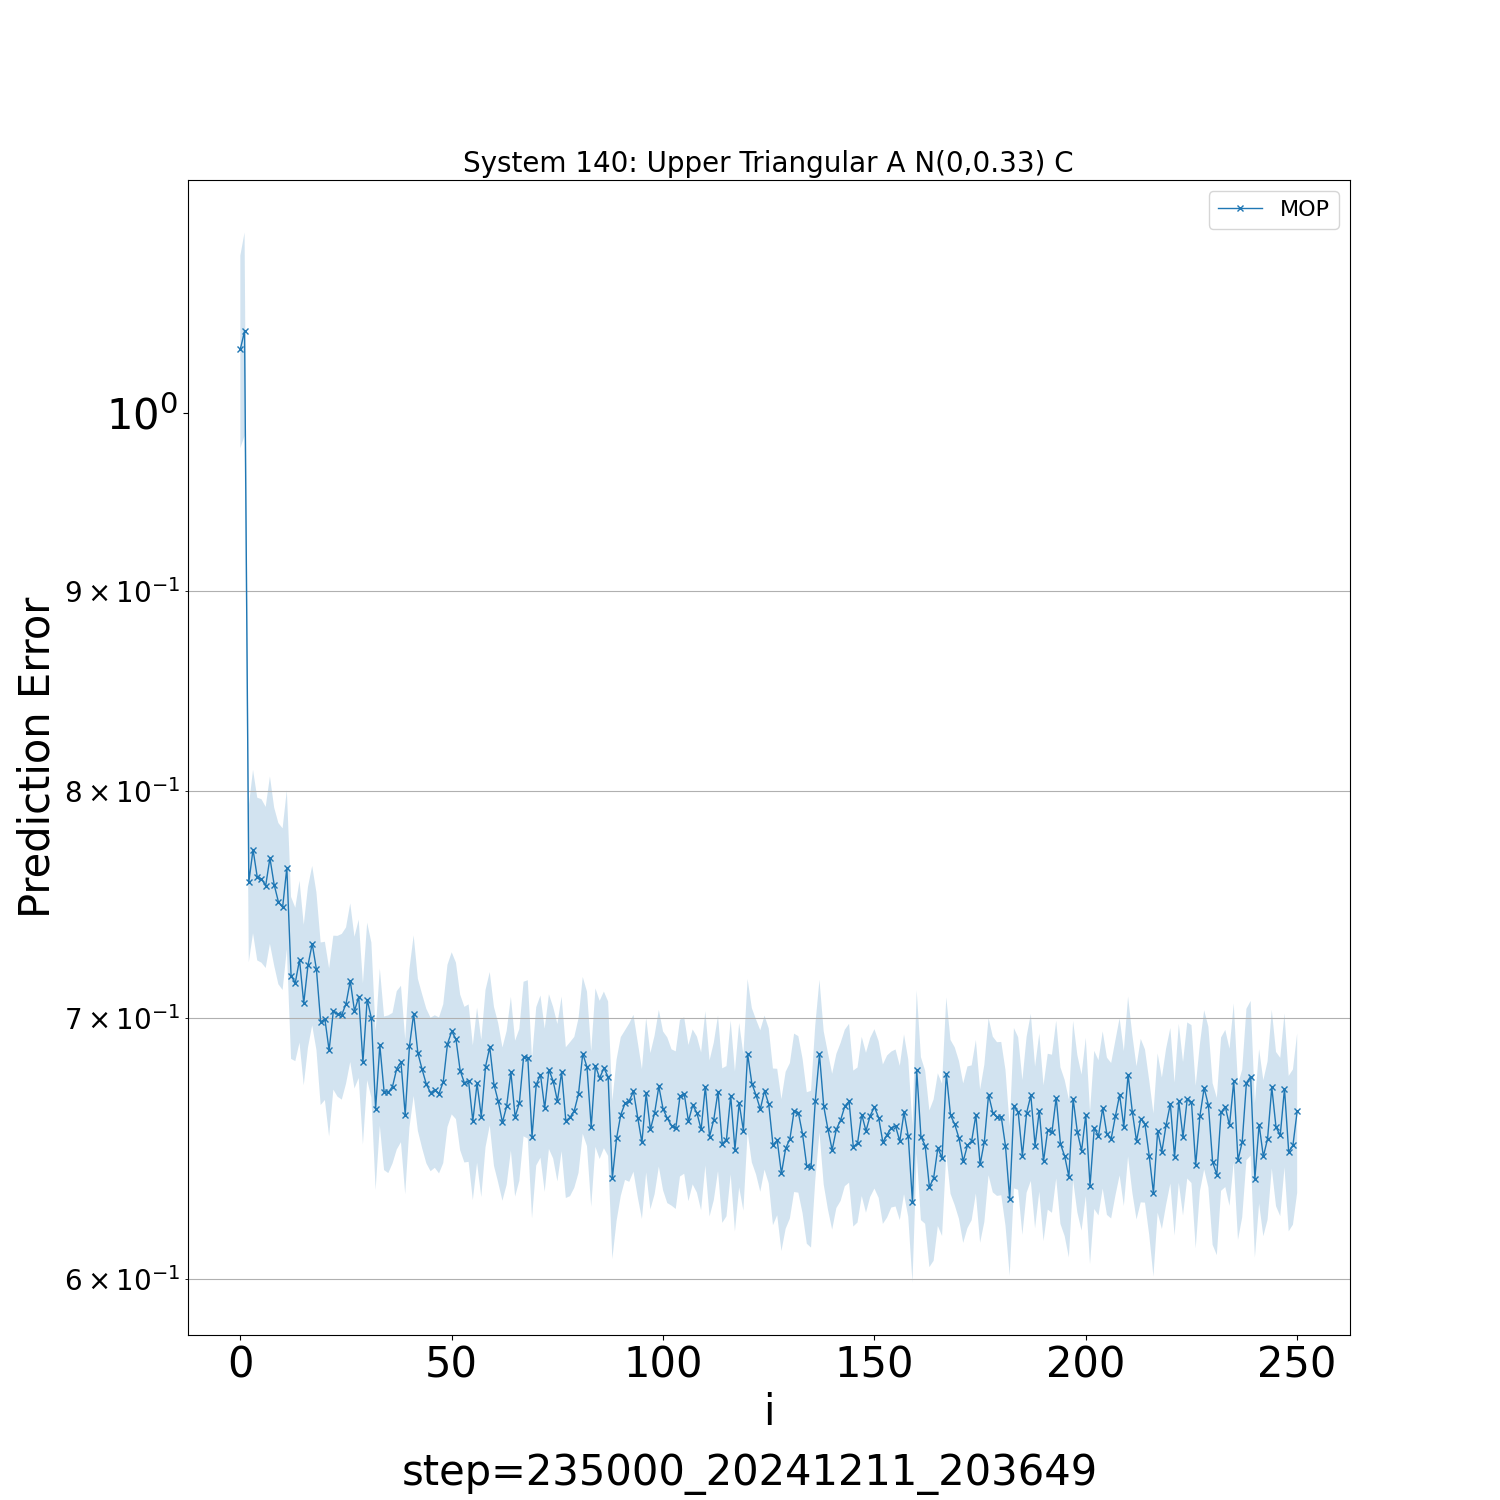 System 140: Upper Triangular A N(0,0.33) C
MOP
10⁰
9 × 10⁻¹
8 × 10⁻¹
7 × 10⁻¹
6 × 10⁻¹
Prediction Error
0 50 100 150 200 250
i
step=235000_20241211_203649